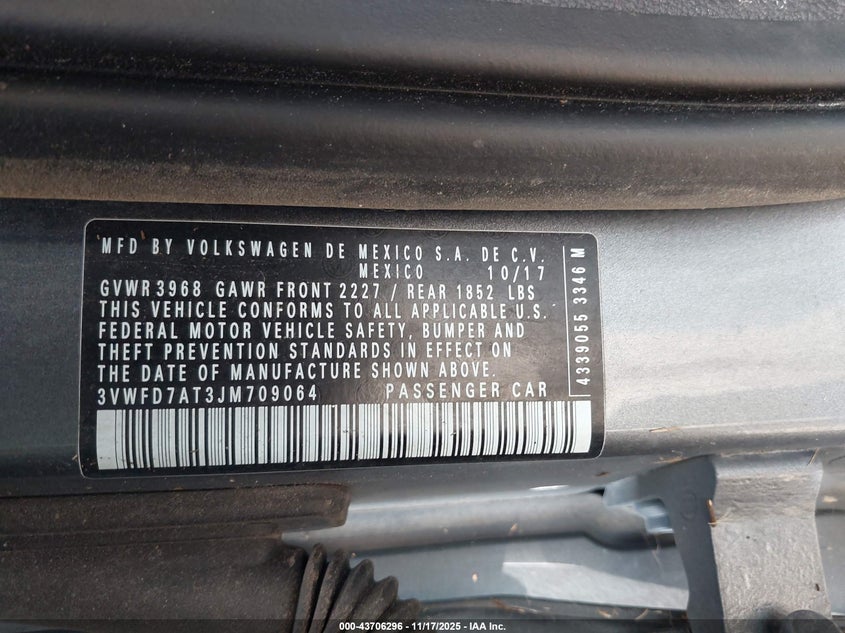 MFD BY VOLKSWAGEN DE MEXICO S.A. DE C.V.
MEXICO 10/17
GVWR 3968 GAWR FRONT 2227 / REAR 1852 LBS
THIS VEHICLE CONFORMS TO ALL APPLICABLE U.S.
FEDERAL MOTOR VEHICLE SAFETY, BUMPER AND
THEFT PREVENTION STANDARDS IN EFFECT ON
THE DATE OF MANUFACTURE SHOWN ABOVE.
3VWFD7AT3JM709064 PASSENGER CAR
4339055 3346 M
000-43706296 - 11/17/2025 - IAA Inc.